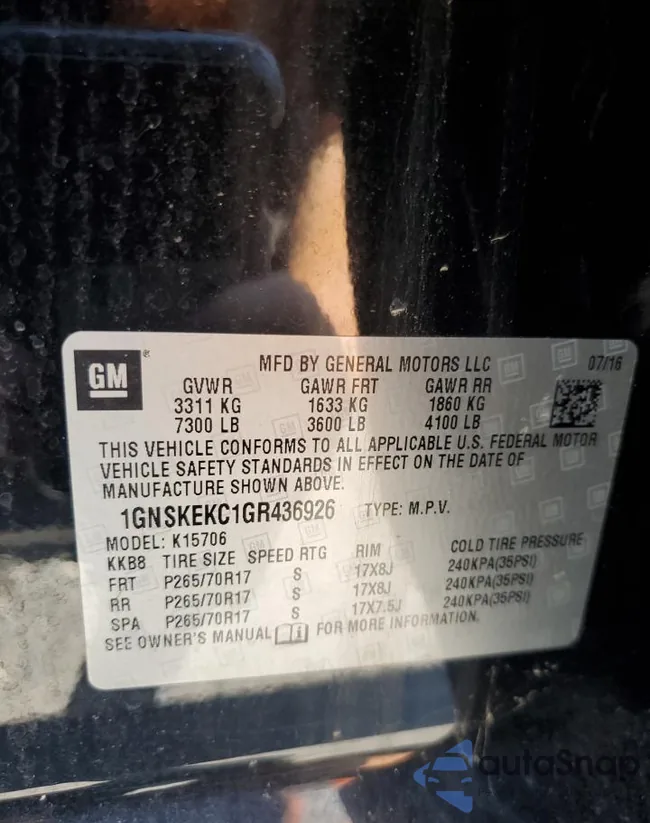 GM ®
MFD BY GENERAL MOTORS LLC 07/16
GVWR GAWR FRT GAWR RR
3311 KG 1633 KG 1860 KG
7300 LB 3600 LB 4100 LB
THIS VEHICLE CONFORMS TO ALL APPLICABLE U.S. FEDERAL MOTOR
VEHICLE SAFETY STANDARDS IN EFFECT ON THE DATE OF
MANUFACTURE SHOWN ABOVE.
1GNSKEKC1GR436926 TYPE: M.P.V.
MODEL: K15706
KKB8 TIRE SIZE SPEED RTG RIM COLD TIRE PRESSURE
FRT P265/70R17 S 17X8J 240KPA(35PSI)
RR P265/70R17 S 17X8J 240KPA(35PSI)
SPA P265/70R17 S 17X7.5J 240KPA(35PSI)
SEE OWNER'S MANUAL FOR MORE INFORMATION.
autoSnap